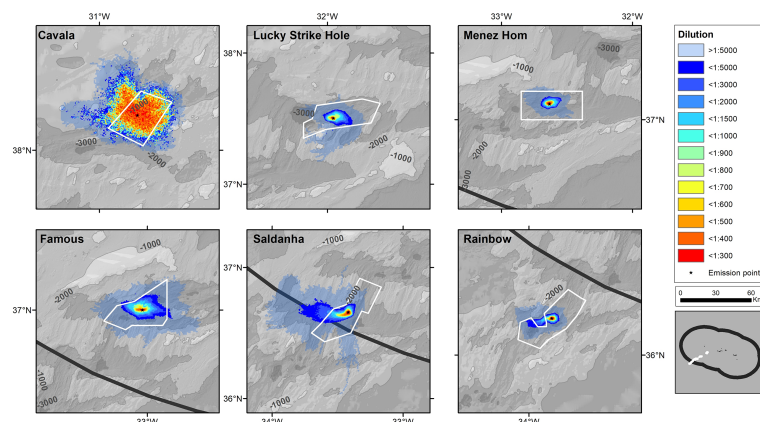 31°W
32°W
33°W
32°W
Cavala
38°N
-3000
-2000
Lucky Strike Hole
38°N
-3000
-2000
-1000
37°N
Menez Hom
-3000
-1000
37°N
-2000
-3000
Famous
-1000
-2000
37°N
-1000
-3000
33°W
Saldanha
-1000
37°N
-2000
-1000
36°N
34°W
33°W
Rainbow
-2000
36°N
34°W
Dilution
>1:5000
<1:5000
<1:3000
<1:2000
<1:1500
<1:1000
<1:900
<1:800
<1:700
<1:600
<1:500
<1:400
<1:300
Emission point
0 30 60
Km